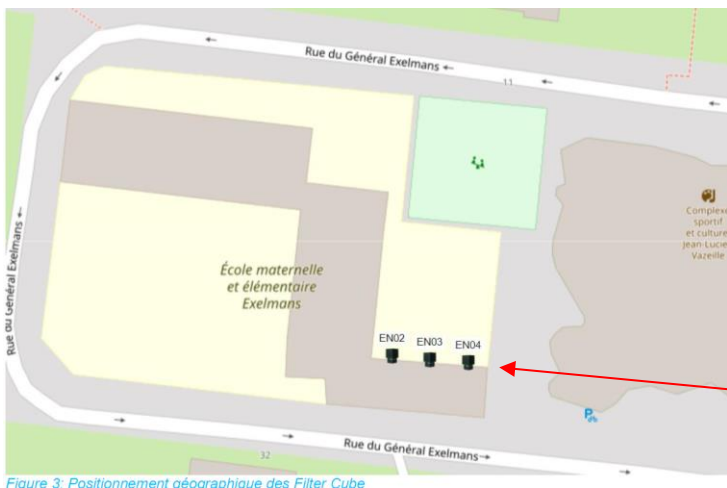 Rue du Général Exelmans
11
Complexe
sportif
et culturel
Jean-Lucien
Vazeille
Rue du Général Exelmans
École maternelle
et élémentaire
Exelmans
EN02 EN03 EN04
P
Rue du Général Exelmans
32
Figure 3: Positionnement géographique des Filter Cube